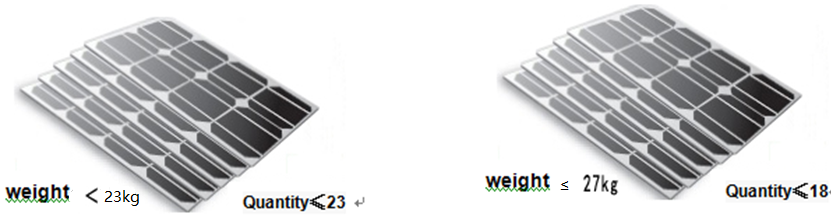 weight < 23kg Quantity≤23
weight ≤ 27kg Quantity≤18